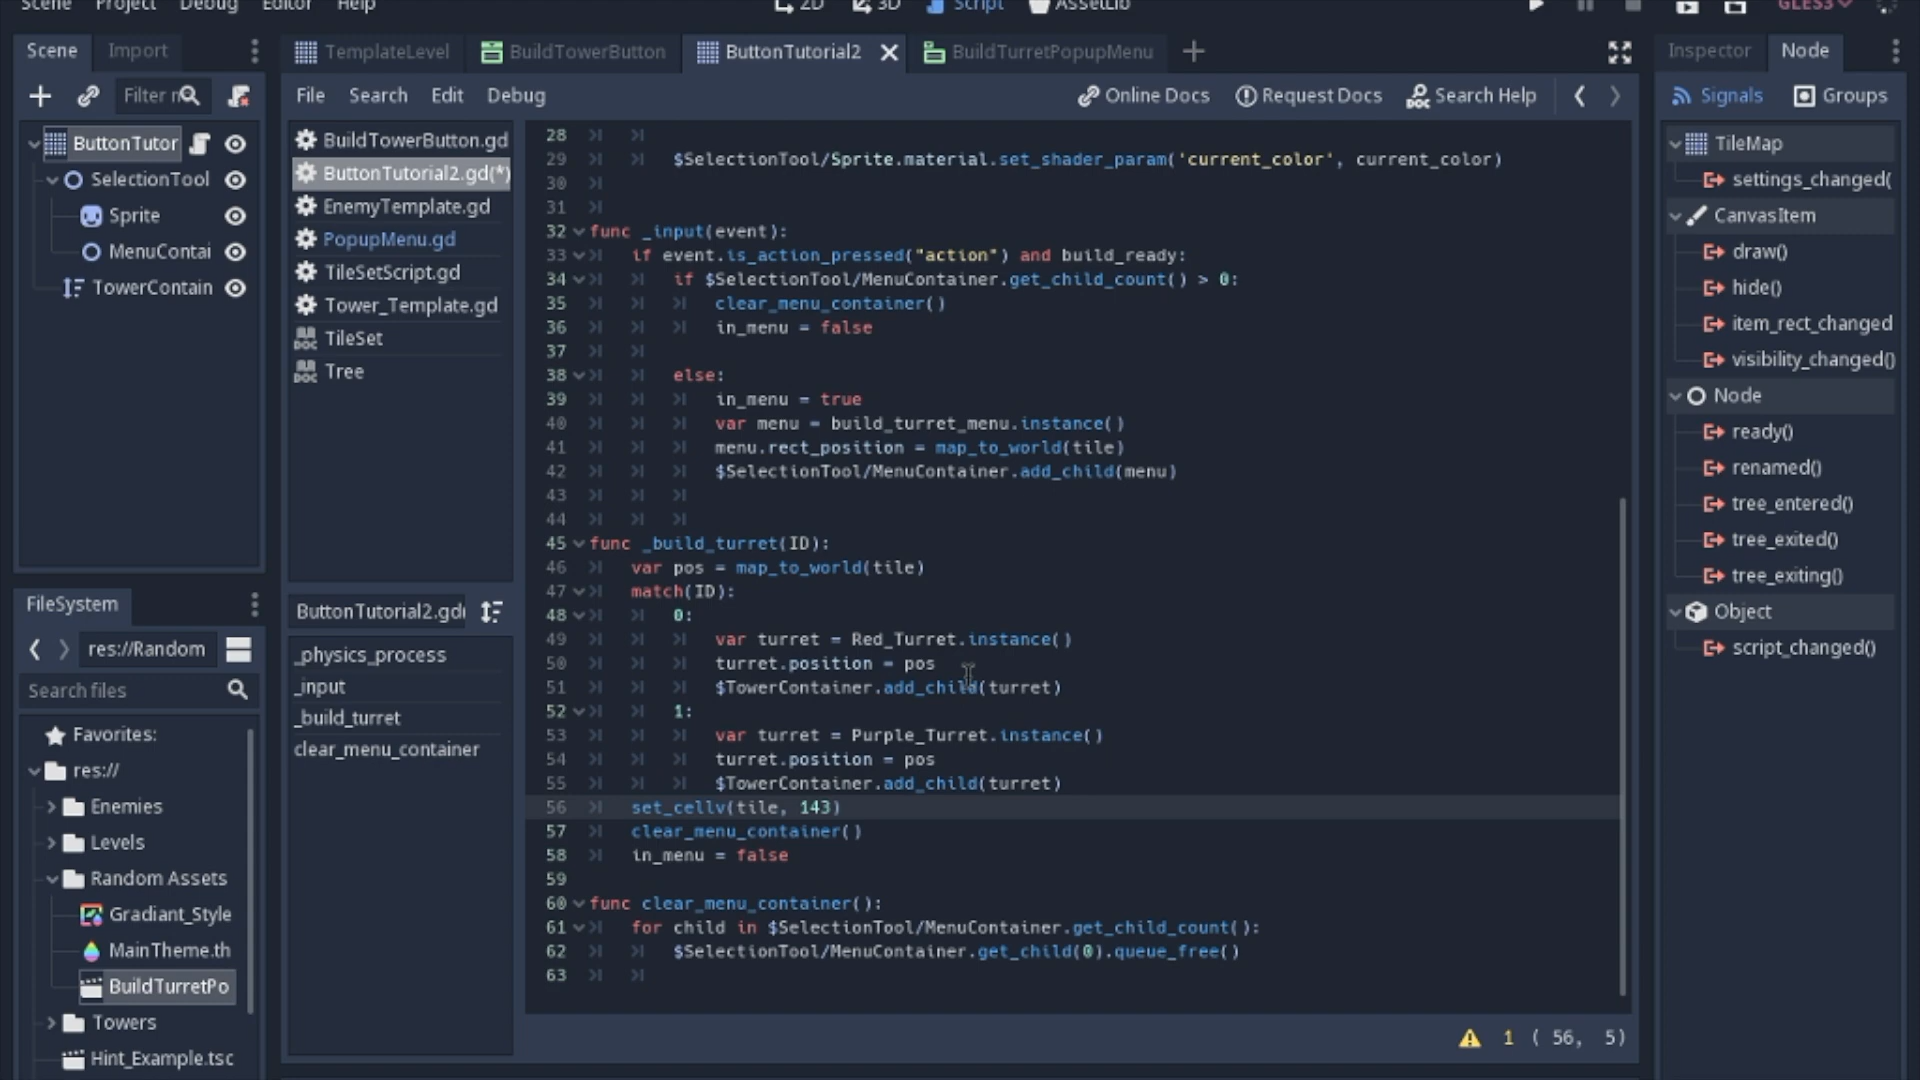 Scene Project Debug Editor Help
2D 3D Script AssetLib
GLES3
Scene Import
TemplateLevel BuildTowerButton ButtonTutorial2 BuildTurretPopupMenu
Inspector Node
Filter n
File Search Edit Debug
Online Docs Request Docs Search Help
Signals Groups
ButtonTutor
SelectionTool
Sprite
MenuContai
TowerContain
BuildTowerButton.gd
ButtonTutorial2.gd(*)
EnemyTemplate.gd
PopupMenu.gd
TileSetScript.gd
Tower_Template.gd
TileSet
Tree
ButtonTutorial2.gd(
_physics_process
_input
_build_turret
clear_menu_container
FileSystem
res://Random
Search files
Favorites:
res://
Enemies
Levels
Random Assets
Gradiant_Style
MainTheme.th
BuildTurretPo
Towers
Hint_Example.tsc
28
29 $SelectionTool/Sprite.material.set_shader_param('current_color', current_color)
30
31
32 func _input(event):
33 if event.is_action_pressed("action") and build_ready:
34 if $SelectionTool/MenuContainer.get_child_count() > 0:
35 clear_menu_container()
36 in_menu = false
37
38 else:
39 in_menu = true
40 var menu = build_turret_menu.instance()
41 menu.rect_position = map_to_world(tile)
42 $SelectionTool/MenuContainer.add_child(menu)
43
44
45 func _build_turret(ID):
46 var pos = map_to_world(tile)
47 match(ID):
48 0:
49 var turret = Red_Turret.instance()
50 turret.position = pos
51 $TowerContainer.add_child(turret)
52 1:
53 var turret = Purple_Turret.instance()
54 turret.position = pos
55 $TowerContainer.add_child(turret)
56 set_cellv(tile, 143)
57 clear_menu_container()
58 in_menu = false
59
60 func clear_menu_container():
61 for child in $SelectionTool/MenuContainer.get_child_count():
62 $SelectionTool/MenuContainer.get_child(0).queue_free()
63
1 ( 56, 5)
TileMap
settings_changed(
CanvasItem
draw()
hide()
item_rect_changed
visibility_changed()
Node
ready()
renamed()
tree_entered()
tree_exited()
tree_exiting()
Object
script_changed()